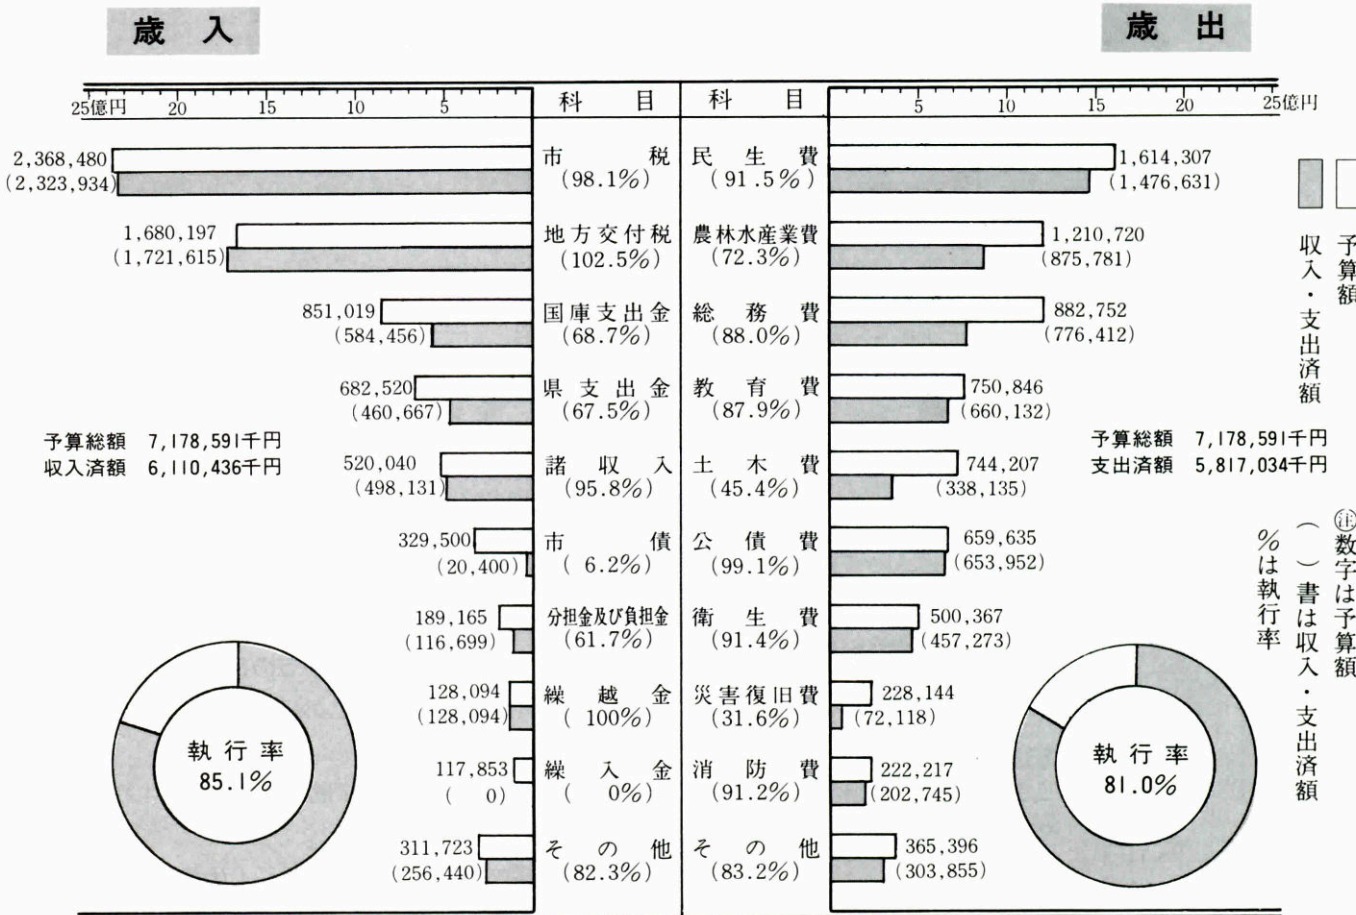 歳入
歳出
25億円 20 15 10 5 科目 科目 5 10 15 20 25億円
2,368,480 市税 民生費 1,614,307
(2,323,934) (98.1%) (91.5%) (1,476,631)
1,680,197 地方交付税 農林水産業費 1,210,720
(1,721,615) (102.5%) (72.3%) (875,781)
851,019 国庫支出金 総務費 882,752
(584,456) (68.7%) (88.0%) (776,412)
682,520 県支出金 教育費 750,846
(460,667) (67.5%) (87.9%) (660,132)
予算総額 7,178,591千円
収入済額 6,110,436千円
予算総額 7,178,591千円
支出済額 5,817,034千円
520,040 諸収入 土木費 744,207
(498,131) (95.8%) (45.4%) (338,135)
329,500 市債 公債費 659,635
(20,400) (6.2%) (99.1%) (653,952)
189,165 分担金及び負担金 衛生費 500,367
(116,699) (61.7%) (91.4%) (457,273)
128,094 繰越金 災害復旧費 228,144
(128,094) (100%) (31.6%) (72,118)
117,853 繰入金 消防費 222,217
(0) (0%) (91.2%) (202,745)
311,723 その他 その他 365,396
(256,440) (82.3%) (83.2%) (303,855)
執行率
85.1%
執行率
81.0%
予算額
収入・支出済額
㊟数字は予算額
( )書は収入・支出済額
%は執行率